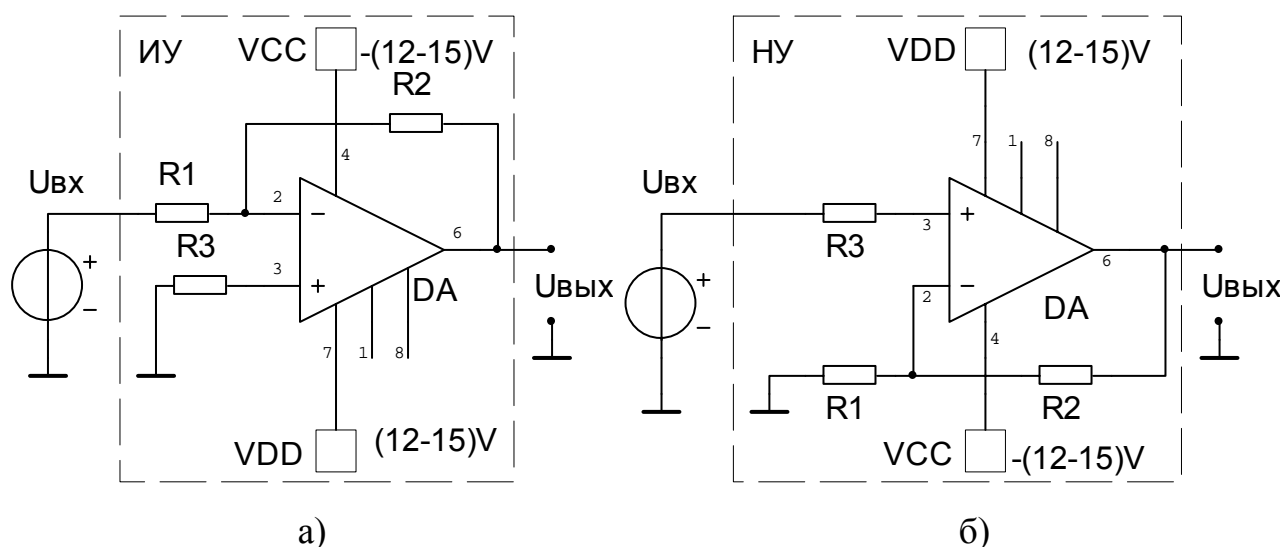 ИУ
VCC
-(12-15)V
R2
4
R1
Uвх
2
−
R3
6
3
+
+
−
DA
Uвых
7
1
8
VDD
(12-15)V
а)
НУ
VDD
(12-15)V
7
1
8
Uвх
R3
3
+
6
2
−
DA
Uвых
+
−
4
R1
R2
VCC
-(12-15)V
б)